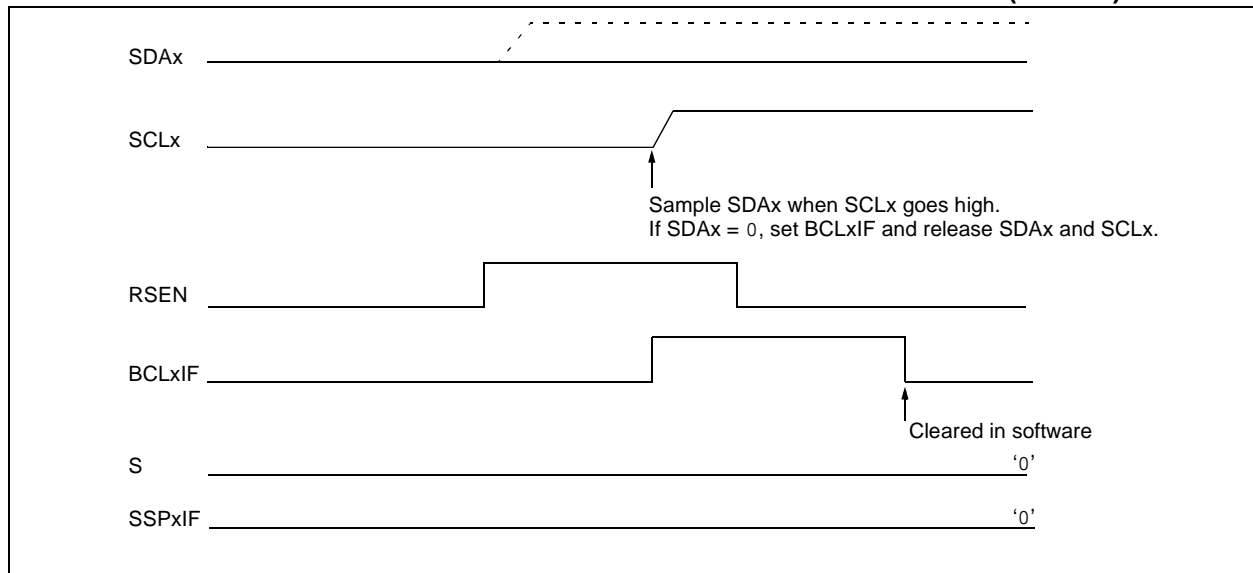 SDAx
SCLx
Sample SDAx when SCLx goes high.
If SDAx = 0, set BCLxIF and release SDAx and SCLx.
RSEN
BCLxIF
Cleared in software
S
‘0’
SSPxIF
‘0’